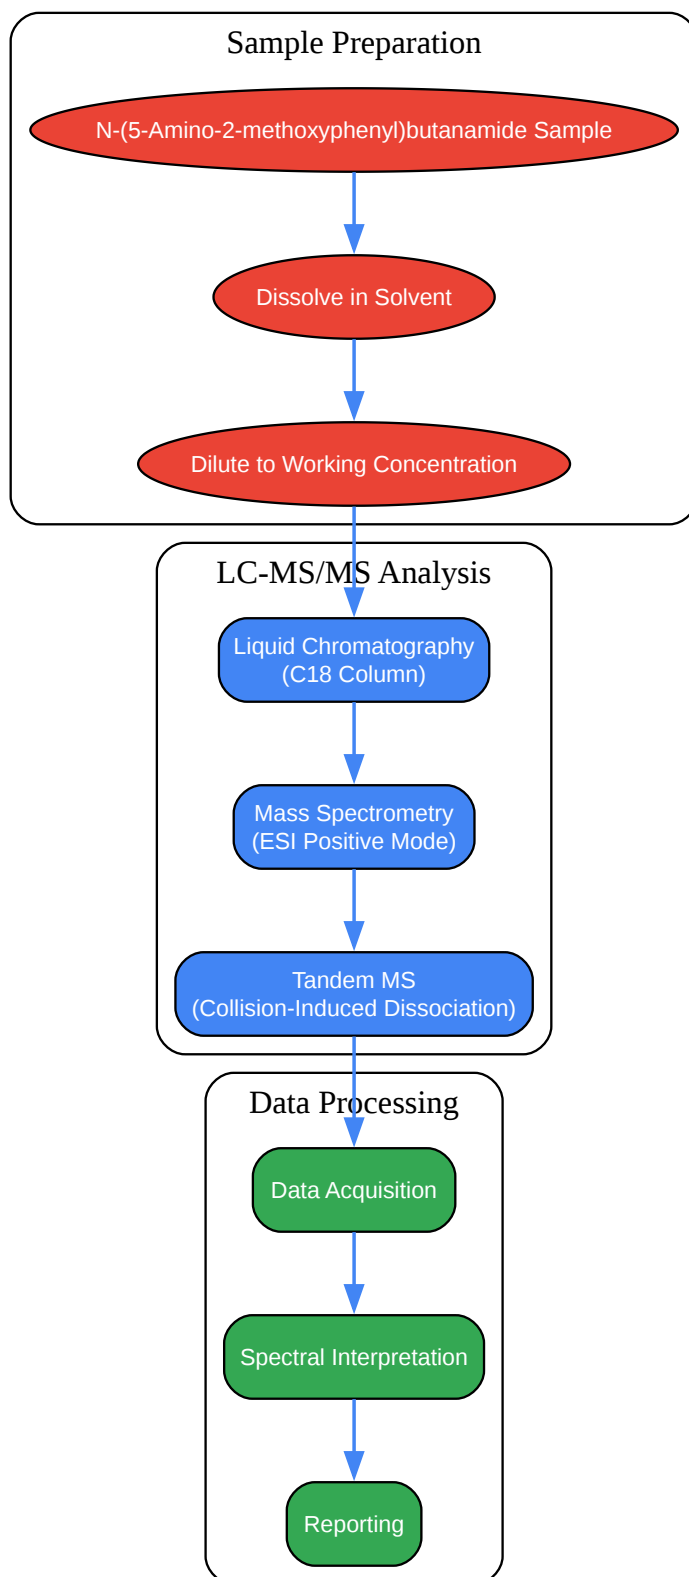 Sample Preparation
N-(5-Amino-2-methoxyphenyl)butanamide Sample
Dissolve in Solvent
Dilute to Working Concentration
LC-MS/MS Analysis
Liquid Chromatography
(C18 Column)
Mass Spectrometry
(ESI Positive Mode)
Tandem MS
(Collision-Induced Dissociation)
Data Processing
Data Acquisition
Spectral Interpretation
Reporting